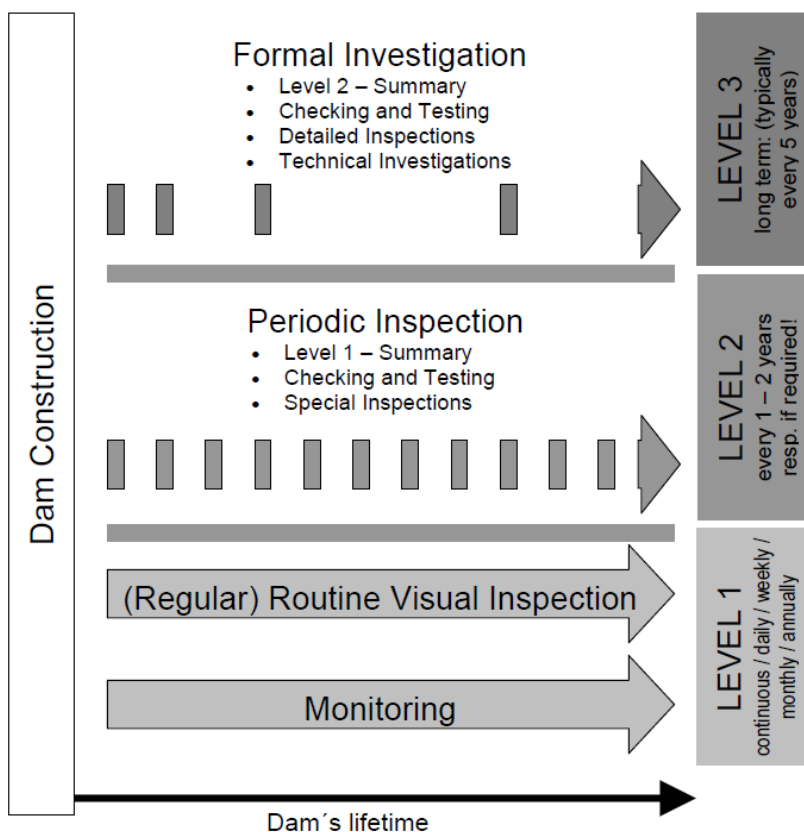 Dam Construction
Formal Investigation
• Level 2 – Summary
• Checking and Testing
• Detailed Inspections
• Technical Investigations
LEVEL 3
long term: (typically
every 5 years)
Periodic Inspection
• Level 1 – Summary
• Checking and Testing
• Special Inspections
LEVEL 2
every 1 – 2 years
resp. if required!
(Regular) Routine Visual Inspection
Monitoring
LEVEL 1
continuous / daily / weekly /
monthly / annually
Dam´s lifetime